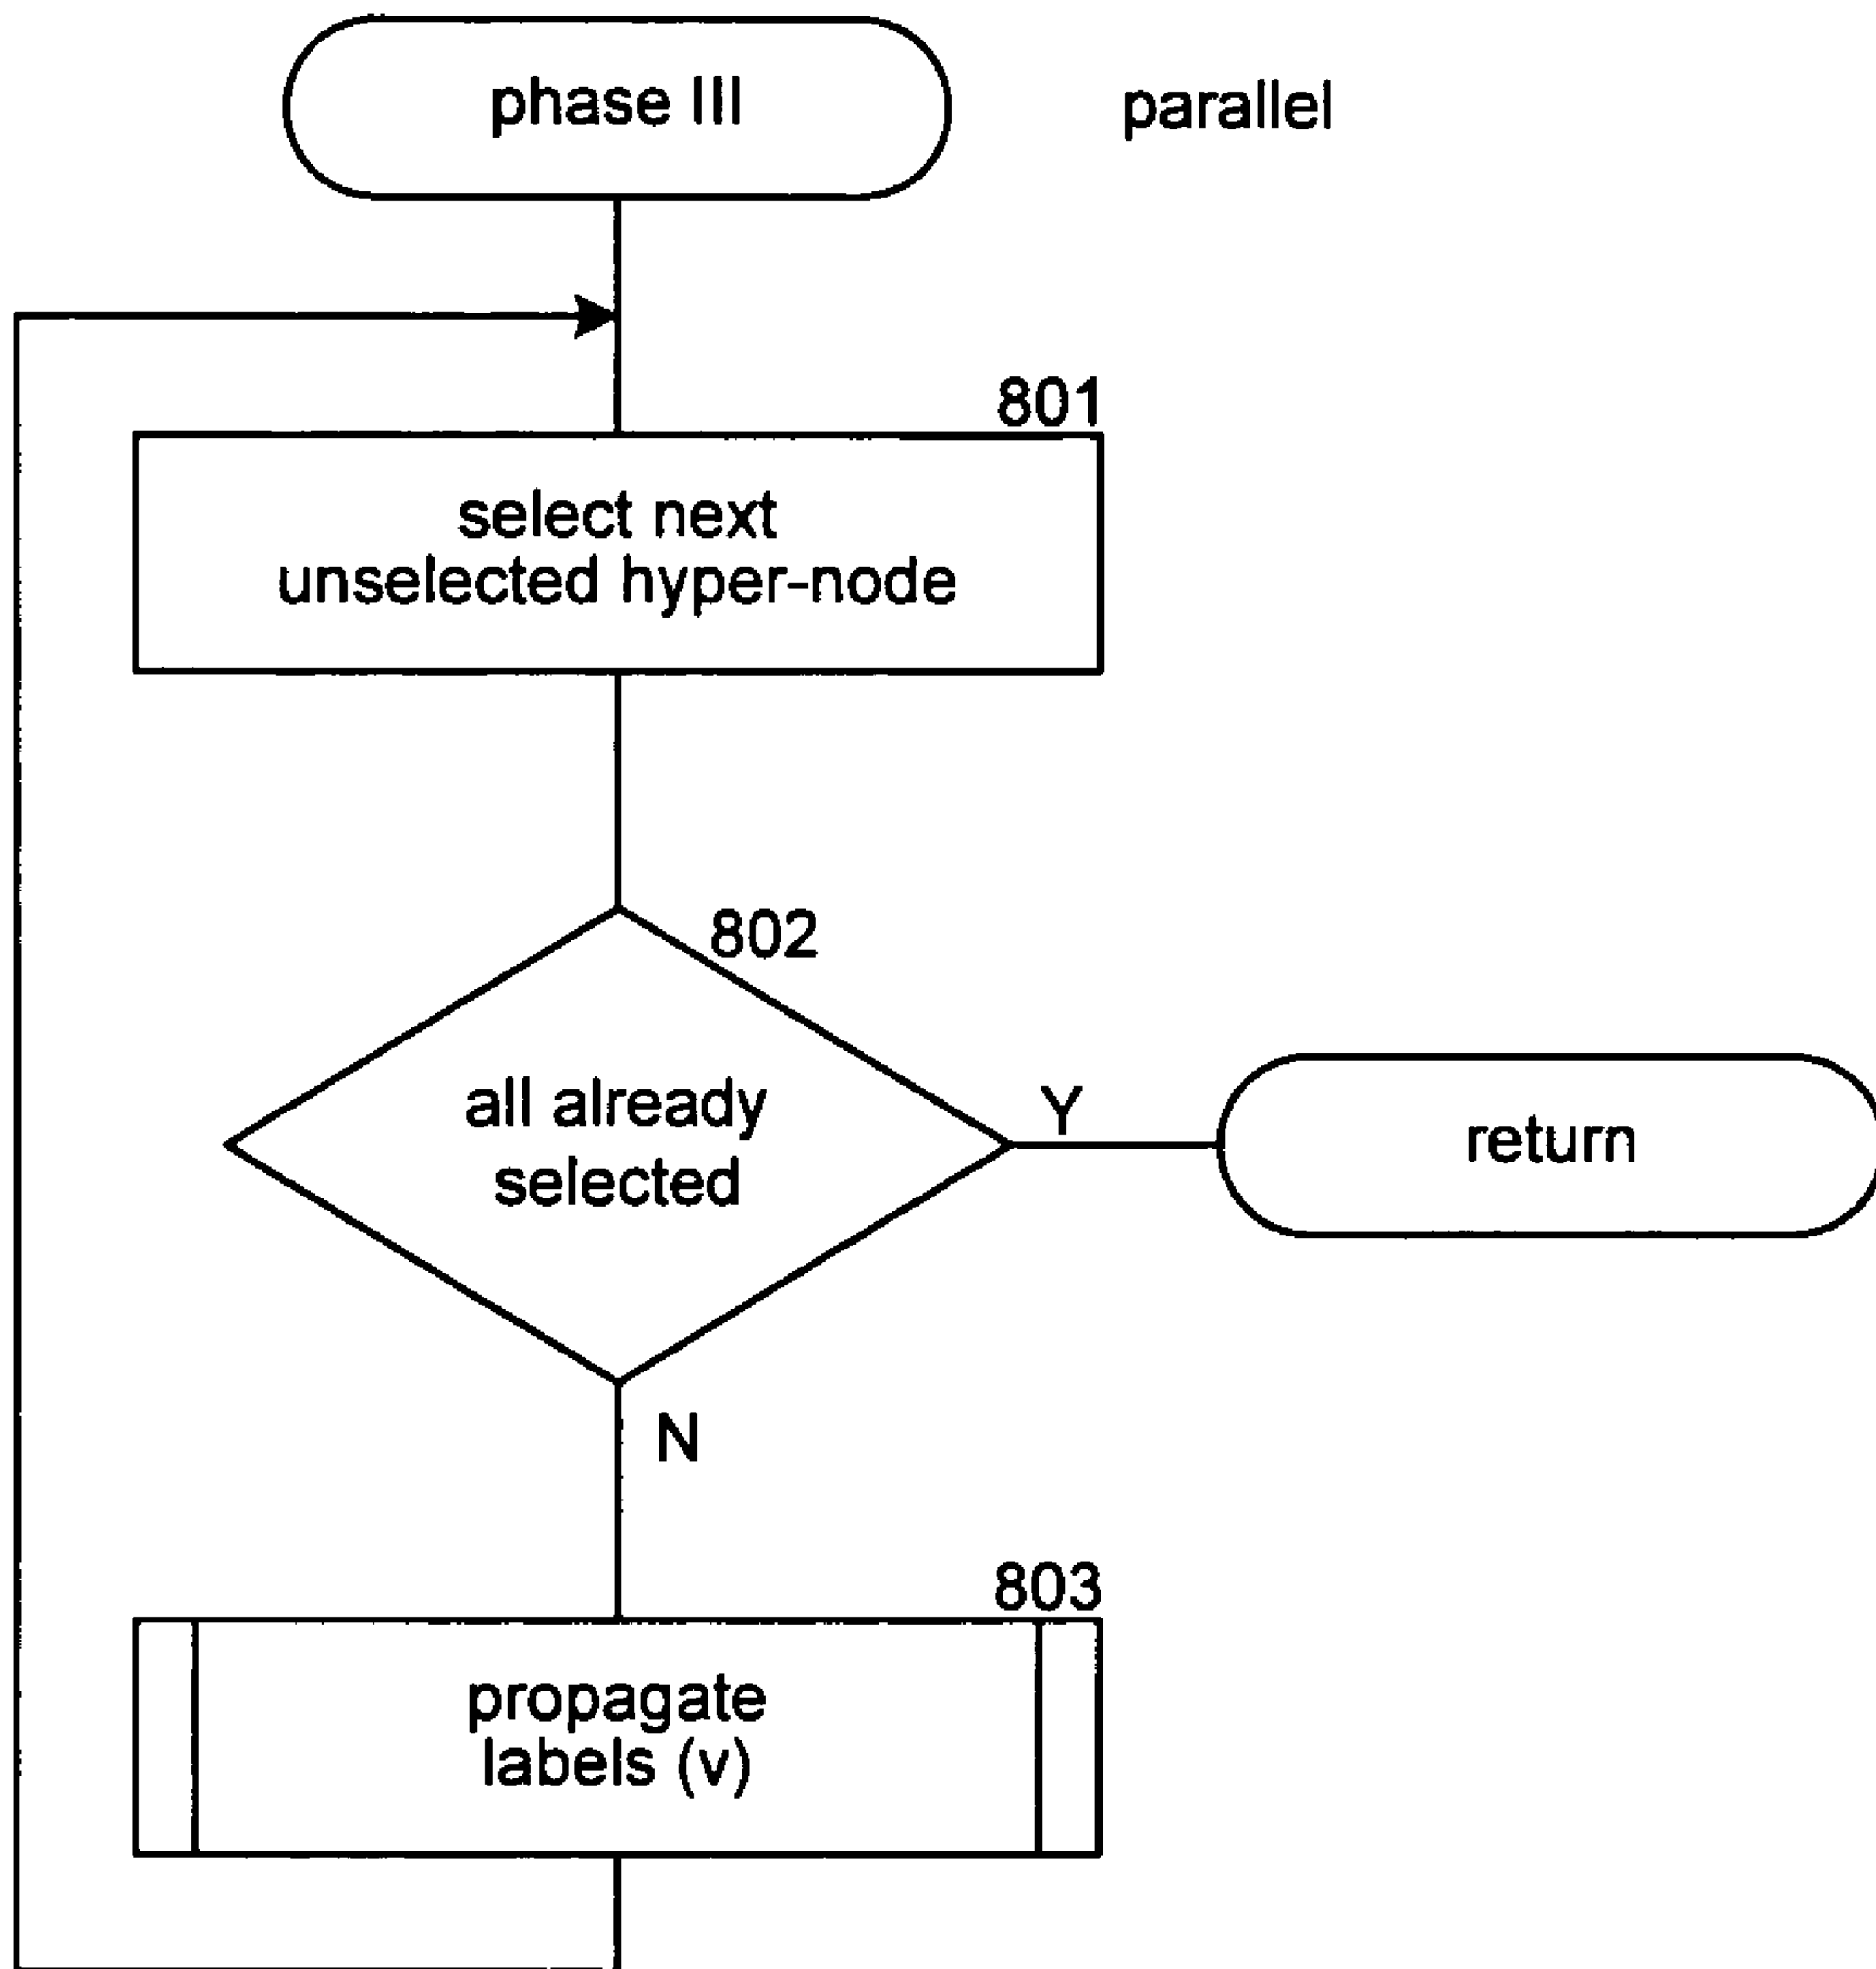 phase III
parallel
801
select next
unselected hyper-node
802
all already
selected
Y
return
N
803
propagate
labels (v)